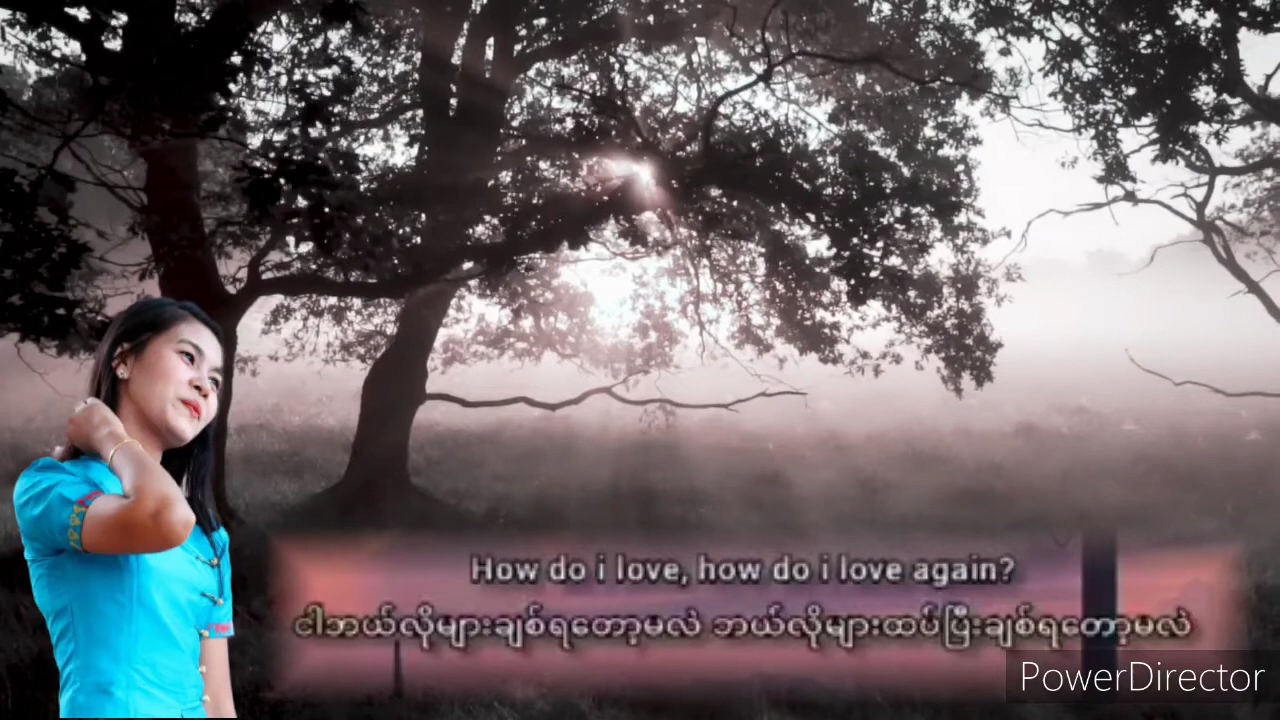 How do i love, how do i love again?
ငါဘယ်လိုများချစ်ရတော့မလဲ ဘယ်လိုများထပ်ပြီးချစ်ရတော့မလဲ
PowerDirector